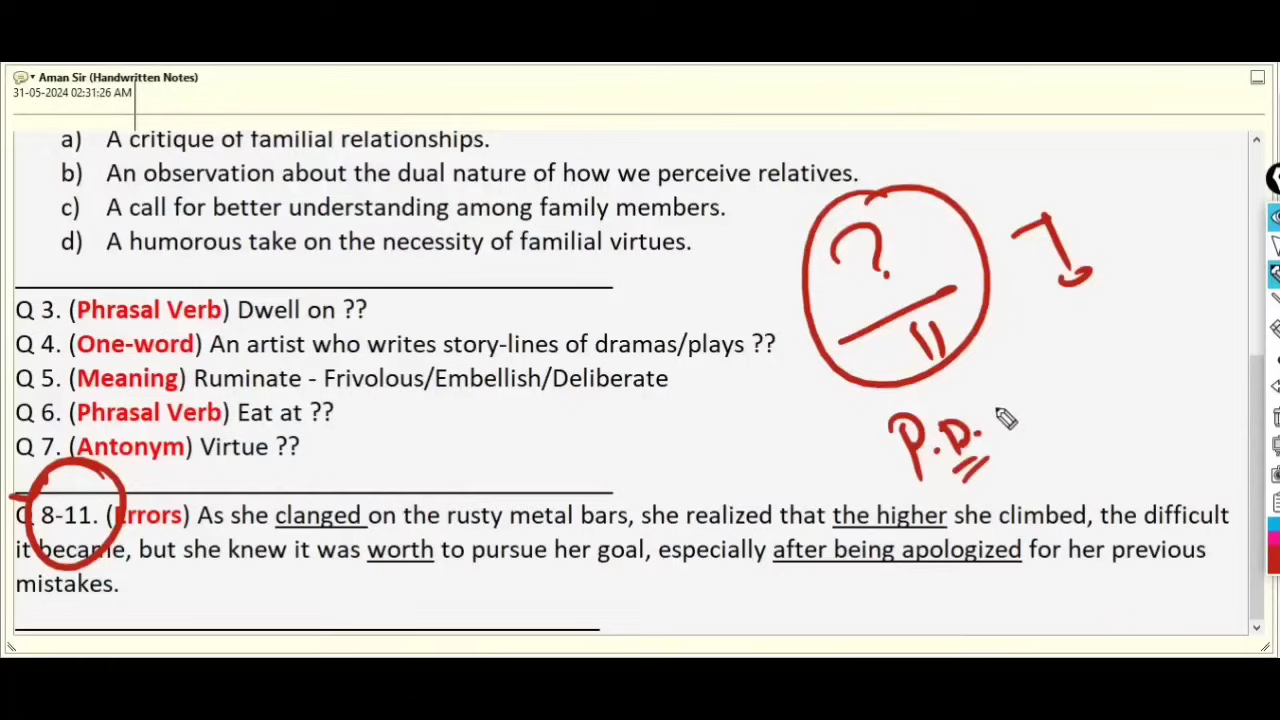 Aman Sir (Handwritten Notes)
31-05-2024 02:31:26 AM
a) A critique of familial relationships.
b) An observation about the dual nature of how we perceive relatives.
c) A call for better understanding among family members.
d) A humorous take on the necessity of familial virtues.
Q 3. (Phrasal Verb) Dwell on ??
Q 4. (One-word) An artist who writes story-lines of dramas/plays ??
Q 5. (Meaning) Ruminate - Frivolous/Embellish/Deliberate
Q 6. (Phrasal Verb) Eat at ??
Q 7. (Antonym) Virtue ??
Q 8-11. (Errors) As she clanged on the rusty metal bars, she realized that the higher she climbed, the difficult
it became, but she knew it was worth to pursue her goal, especially after being apologized for her previous
mistakes.
?
11
P.D.